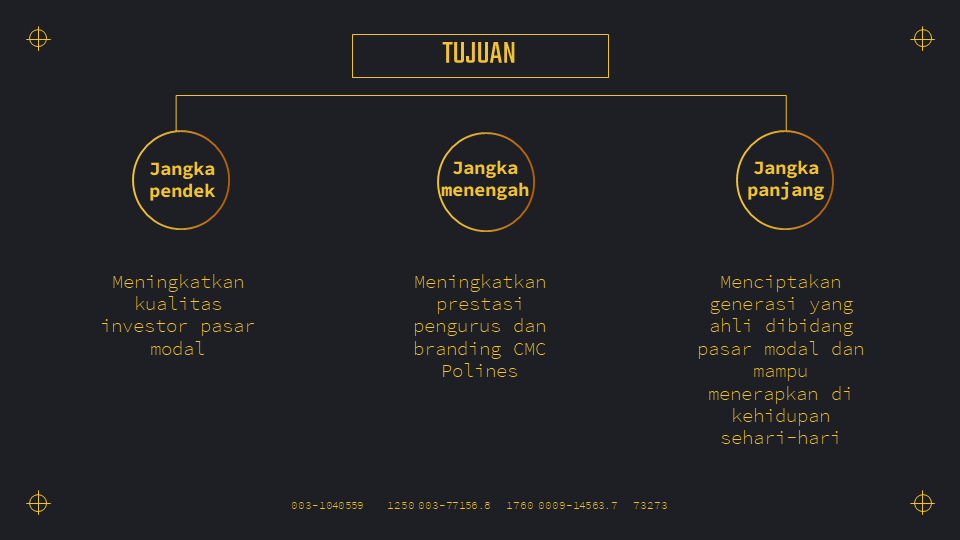 TUJUAN
Jangka
pendek
Jangka
menengah
Jangka
panjang
Meningkatkan
kualitas
investor pasar
modal
Meningkatkan
prestasi
pengurus dan
branding CMC
Polines
Menciptakan
generasi yang
ahli dibidang
pasar modal dan
mampu
menerapkan di
kehidupan
sehari-hari
003-1040559 1250 003-77156.8 1760 0009-14563.7 73273